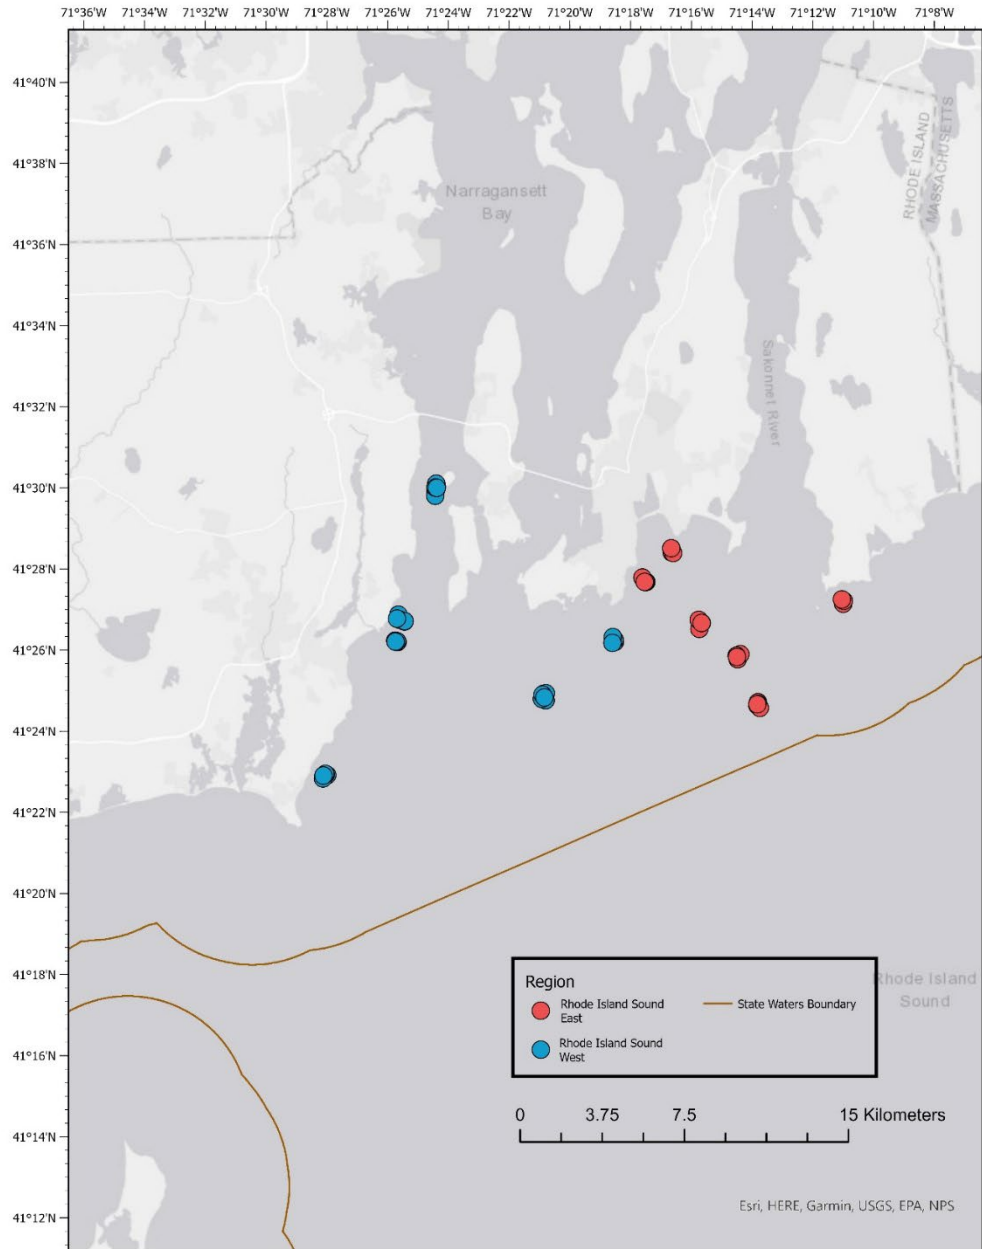 71°36'W 71°34'W 71°32'W 71°30'W 71°28'W 71°26'W 71°24'W 71°22'W 71°20'W 71°18'W 71°16'W 71°14'W 71°12'W 71°10'W 71°8'W
41°40'N
41°38'N
41°36'N
41°34'N
41°32'N
41°30'N
41°28'N
41°26'N
41°24'N
41°22'N
41°20'N
41°18'N
41°16'N
41°14'N
41°12'N
RHODE ISLAND
MASSACHUSETTS
Narragansett
Bay
Sakonnet River
Rhode Island
Sound
Region
Rhode Island Sound
East
State Waters Boundary
Rhode Island Sound
West
0 3.75 7.5 15 Kilometers
Esri, HERE, Garmin, USGS, EPA, NPS